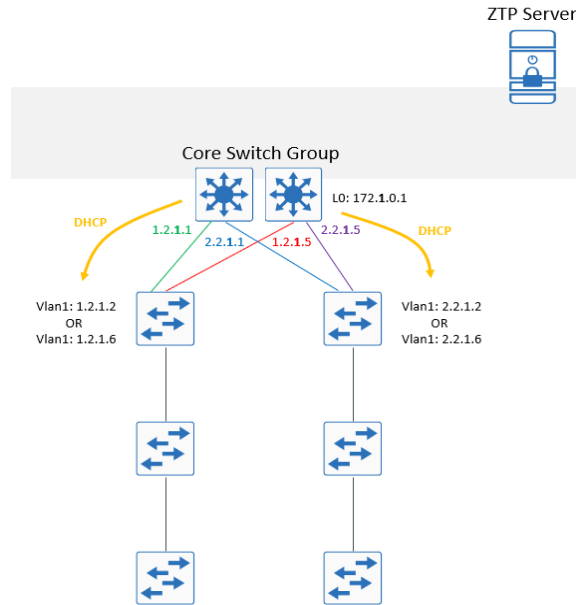 ZTP Server
Core Switch Group
L0: 172.1.0.1
DHCP
DHCP
1.2.1.1
2.2.1.1
1.2.1.5
2.2.1.5
Vlan1: 1.2.1.2
OR
Vlan1: 1.2.1.6
Vlan1: 2.2.1.2
OR
Vlan1: 2.2.1.6